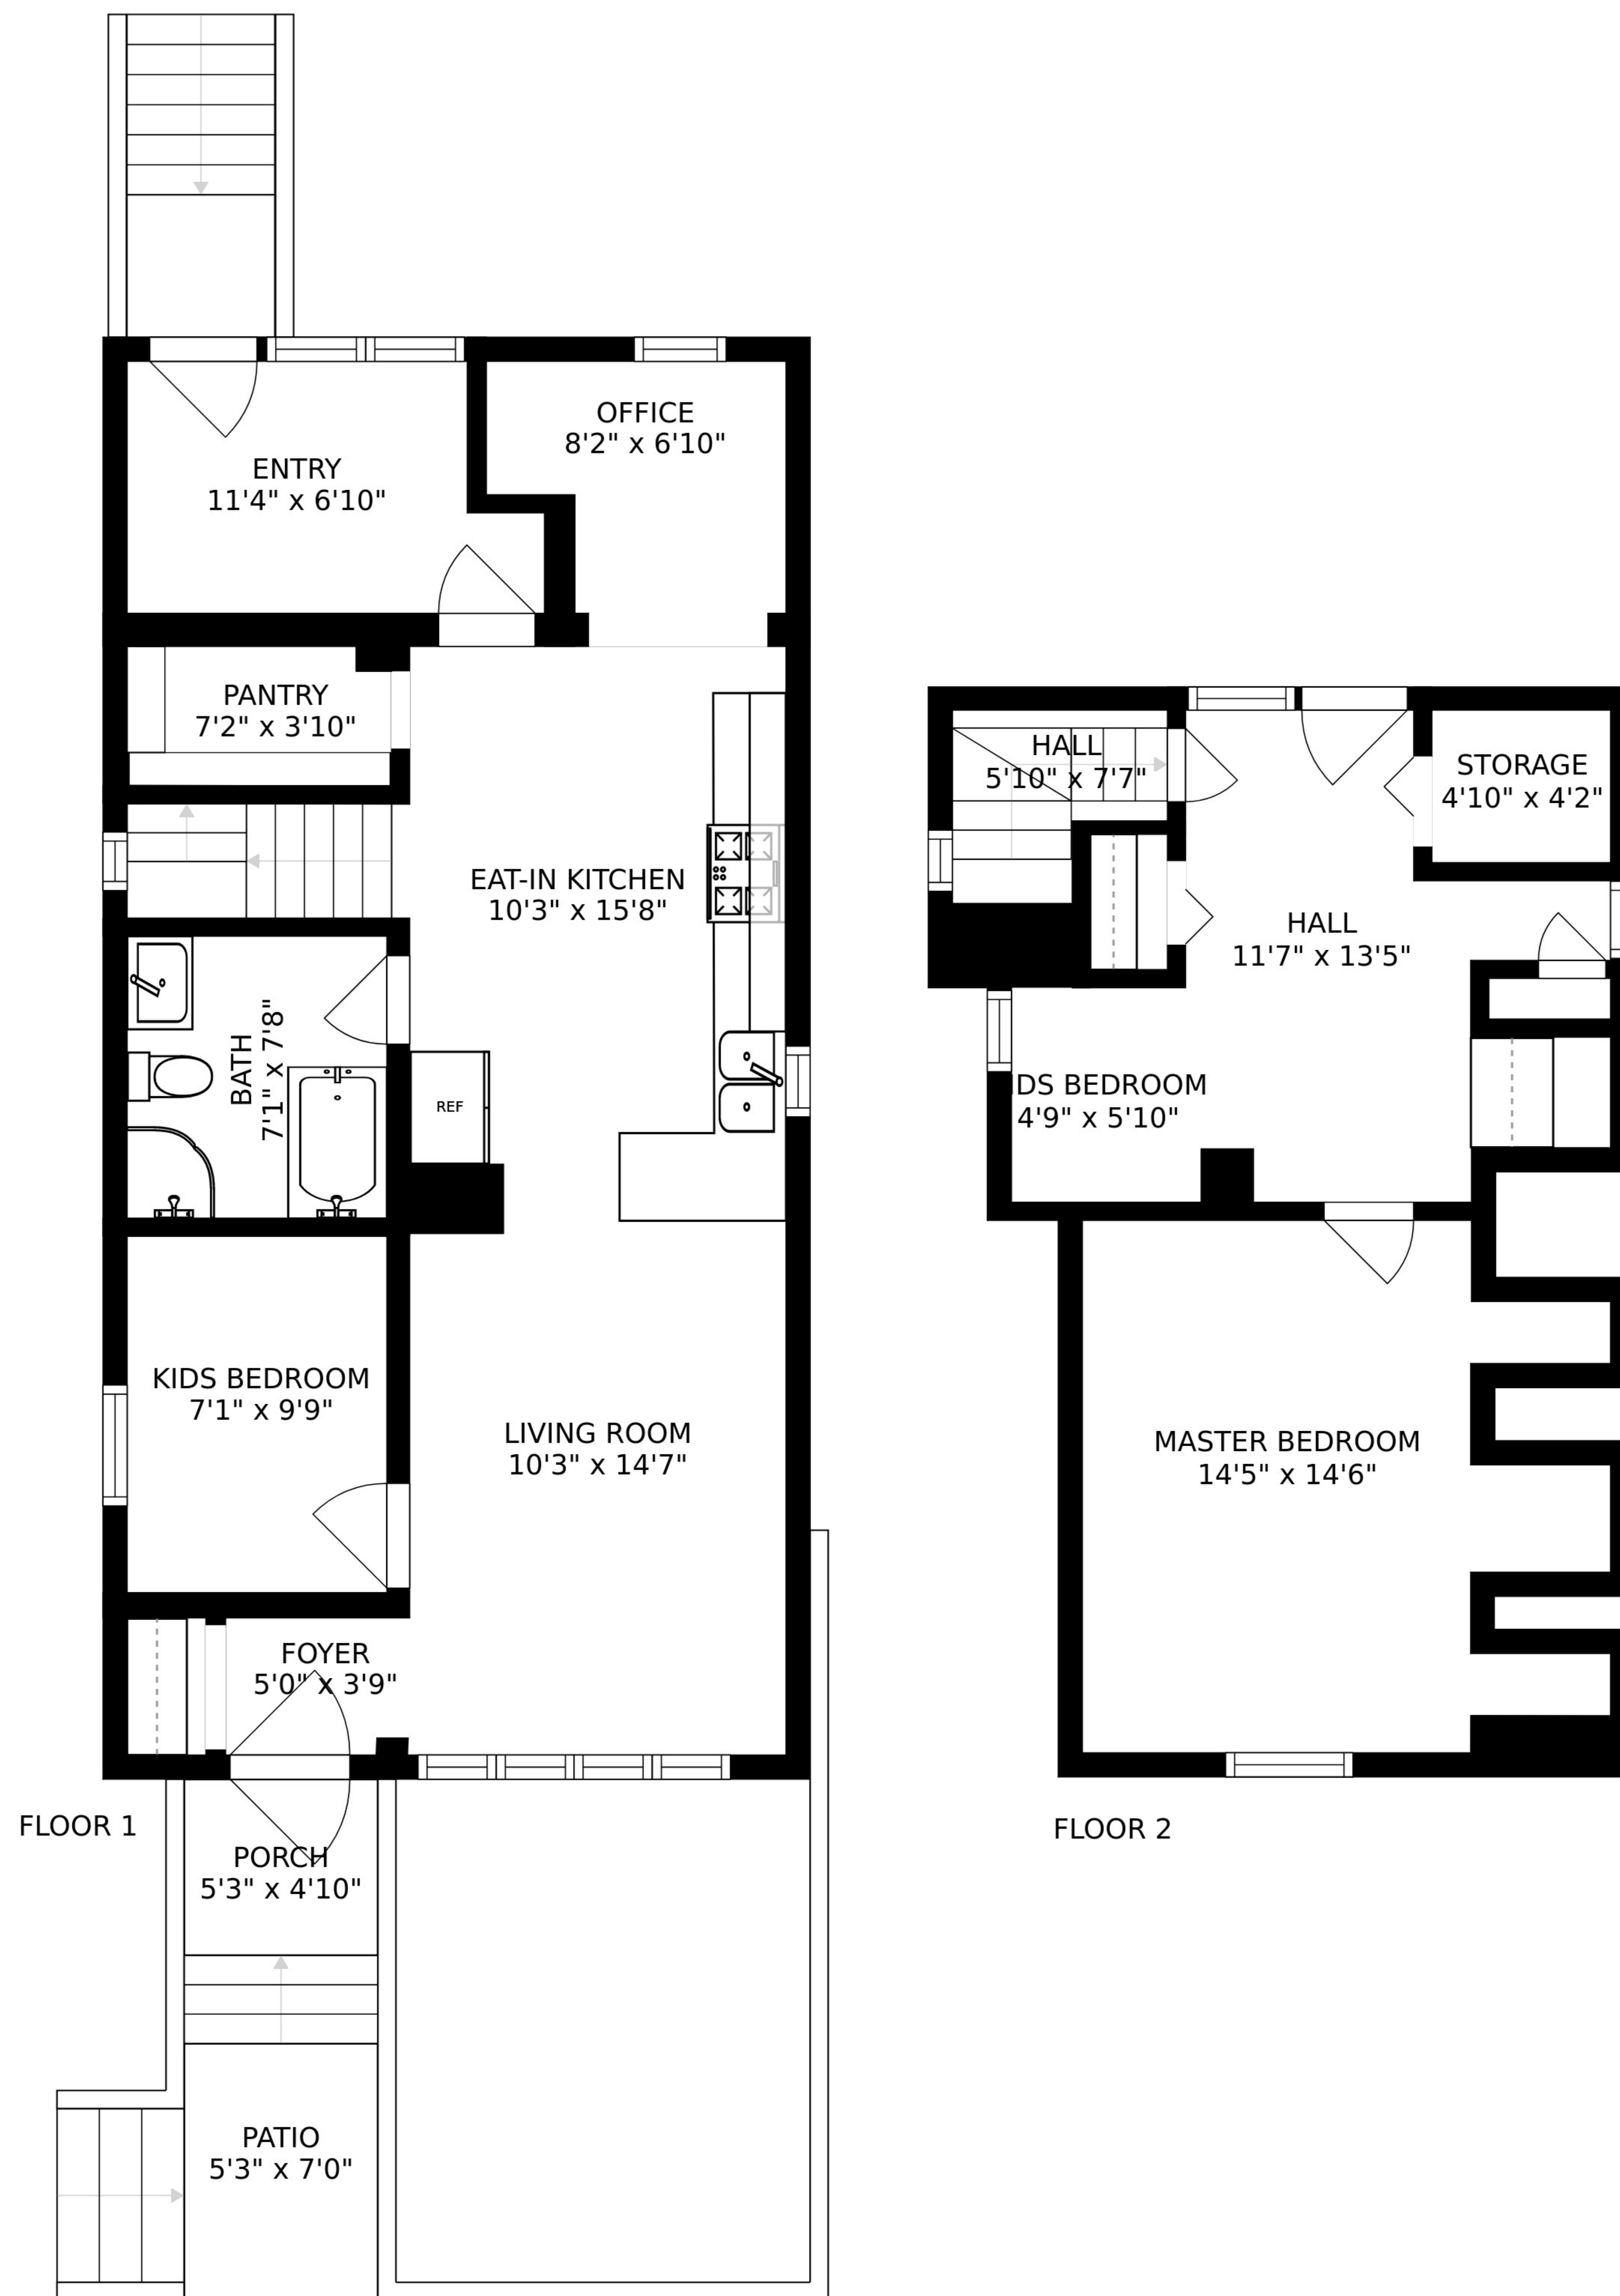 OFFICE
8'2" x 6'10"
ENTRY
11'4" x 6'10"
PANTRY
7'2" x 3'10"
EAT-IN KITCHEN
10'3" x 15'8"
BATH
7'1" x 7'8"
REF
KIDS BEDROOM
7'1" x 9'9"
LIVING ROOM
10'3" x 14'7"
FOYER
5'0" x 3'9"
FLOOR 1
PORCH
5'3" x 4'10"
PATIO
5'3" x 7'0"
HALL
5'10" x 7'7"
STORAGE
4'10" x 4'2"
HALL
11'7" x 13'5"
DS BEDROOM
4'9" x 5'10"
MASTER BEDROOM
14'5" x 14'6"
FLOOR 2